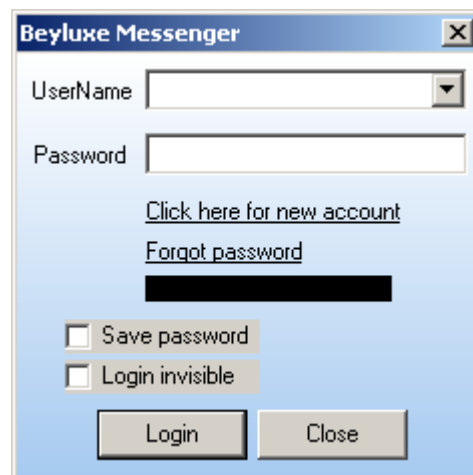 Beyluxe Messenger
UserName
Password
Click here for new account
Forgot password
Save password
Login invisible
Login Close